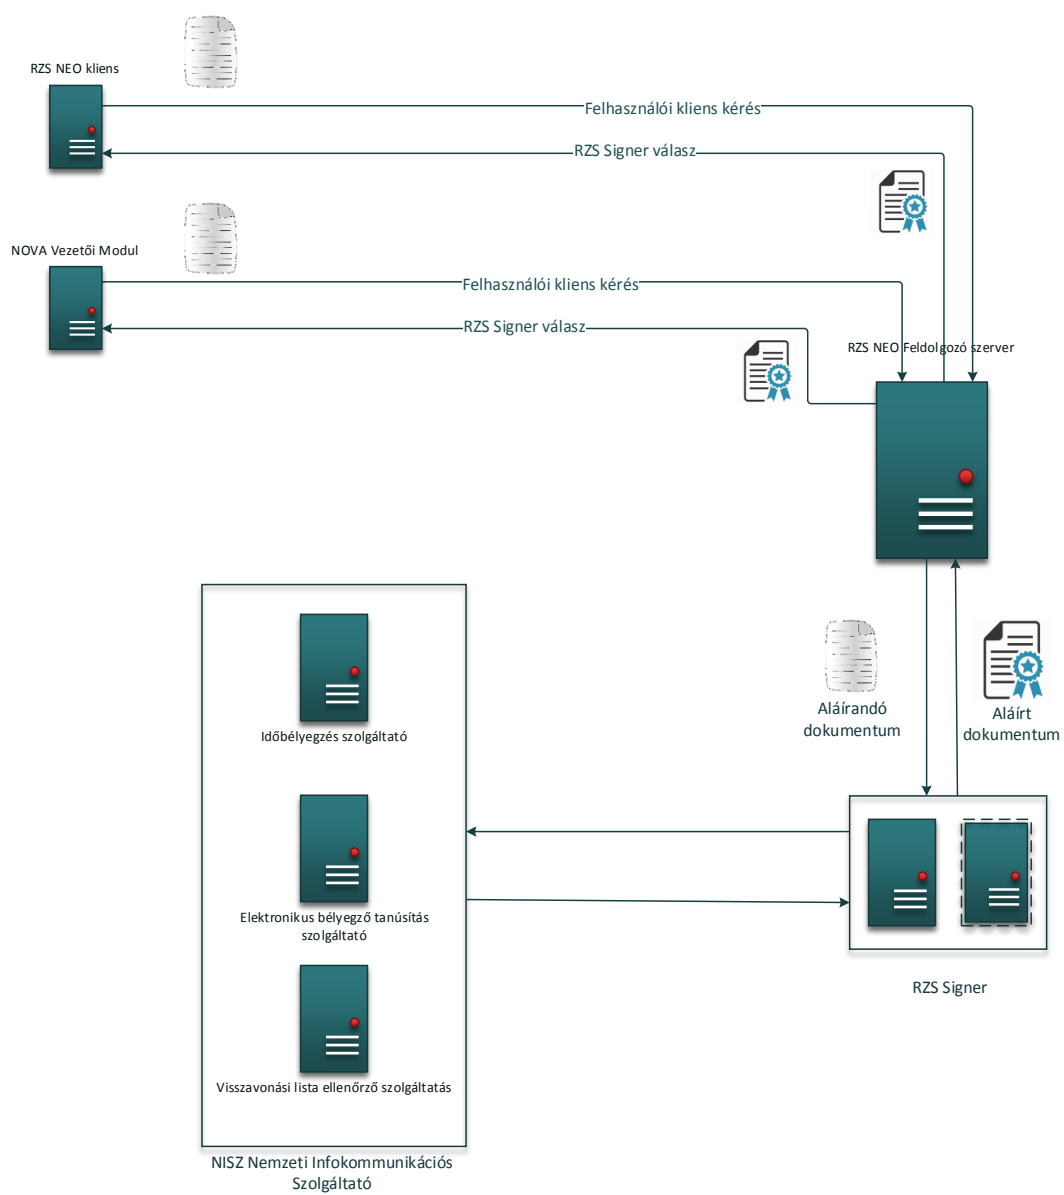 RZS NEO kliens
Felhasználói kliens kérés
RZS Signer válasz
NOVA Vezetői Modul
Felhasználói kliens kérés
RZS Signer válasz
RZS NEO Feldolgozó szerver
Aláírandó
dokumentum
Aláírt
dokumentum
Időbélyegzés szolgáltató
Elektronikus bélyegző tanúsítás
szolgáltató
RZS Signer
Visszavonási lista ellenőrző szolgáltatás
NISZ Nemzeti Infokommunikációs
Szolgáltató